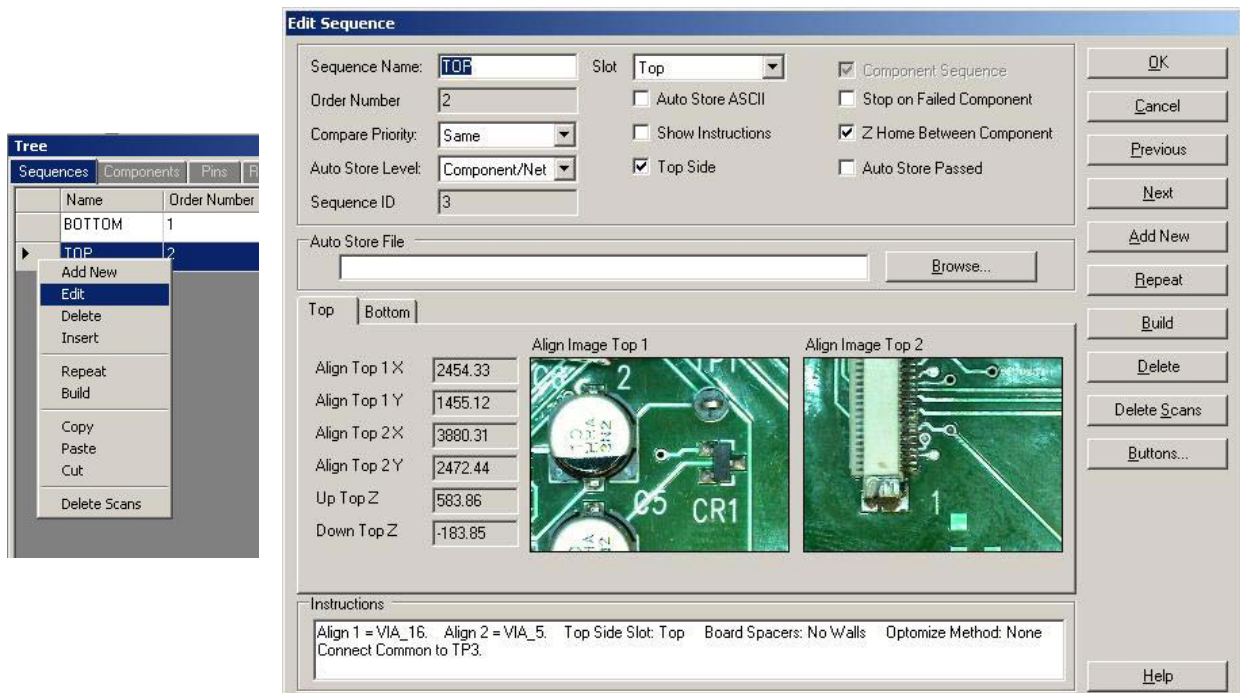 Tree
Sequences Components Pins R
Name Order Number
BOTTOM 1
TOP 2
Add New
Edit
Delete
Insert
Repeat
Build
Copy
Paste
Cut
Delete Scans
Edit Sequence
Sequence Name: TOP Slot Top Component Sequence
Order Number 2 Auto Store ASCII Stop on Failed Component
Compare Priority: Same Show Instructions Z Home Between Component
Auto Store Level: Component/Net Top Side Auto Store Passed
Sequence ID 3
Auto Store File
Browse...
Top Bottom
Align Image Top 1 Align Image Top 2
Align Top 1 X 2454.33
Align Top 1 Y 1455.12
Align Top 2 X 3880.31
Align Top 2 Y 2472.44
Up Top Z 583.86
Down Top Z -183.85
2
C5 CR1
1
Instructions
Align 1 = VIA_16. Align 2 = VIA_5. Top Side Slot: Top Board Spacers: No Walls Optomize Method: None
Connect Common to TP3.
OK
Cancel
Previous
Next
Add New
Repeat
Build
Delete
Delete Scans
Buttons...
Help